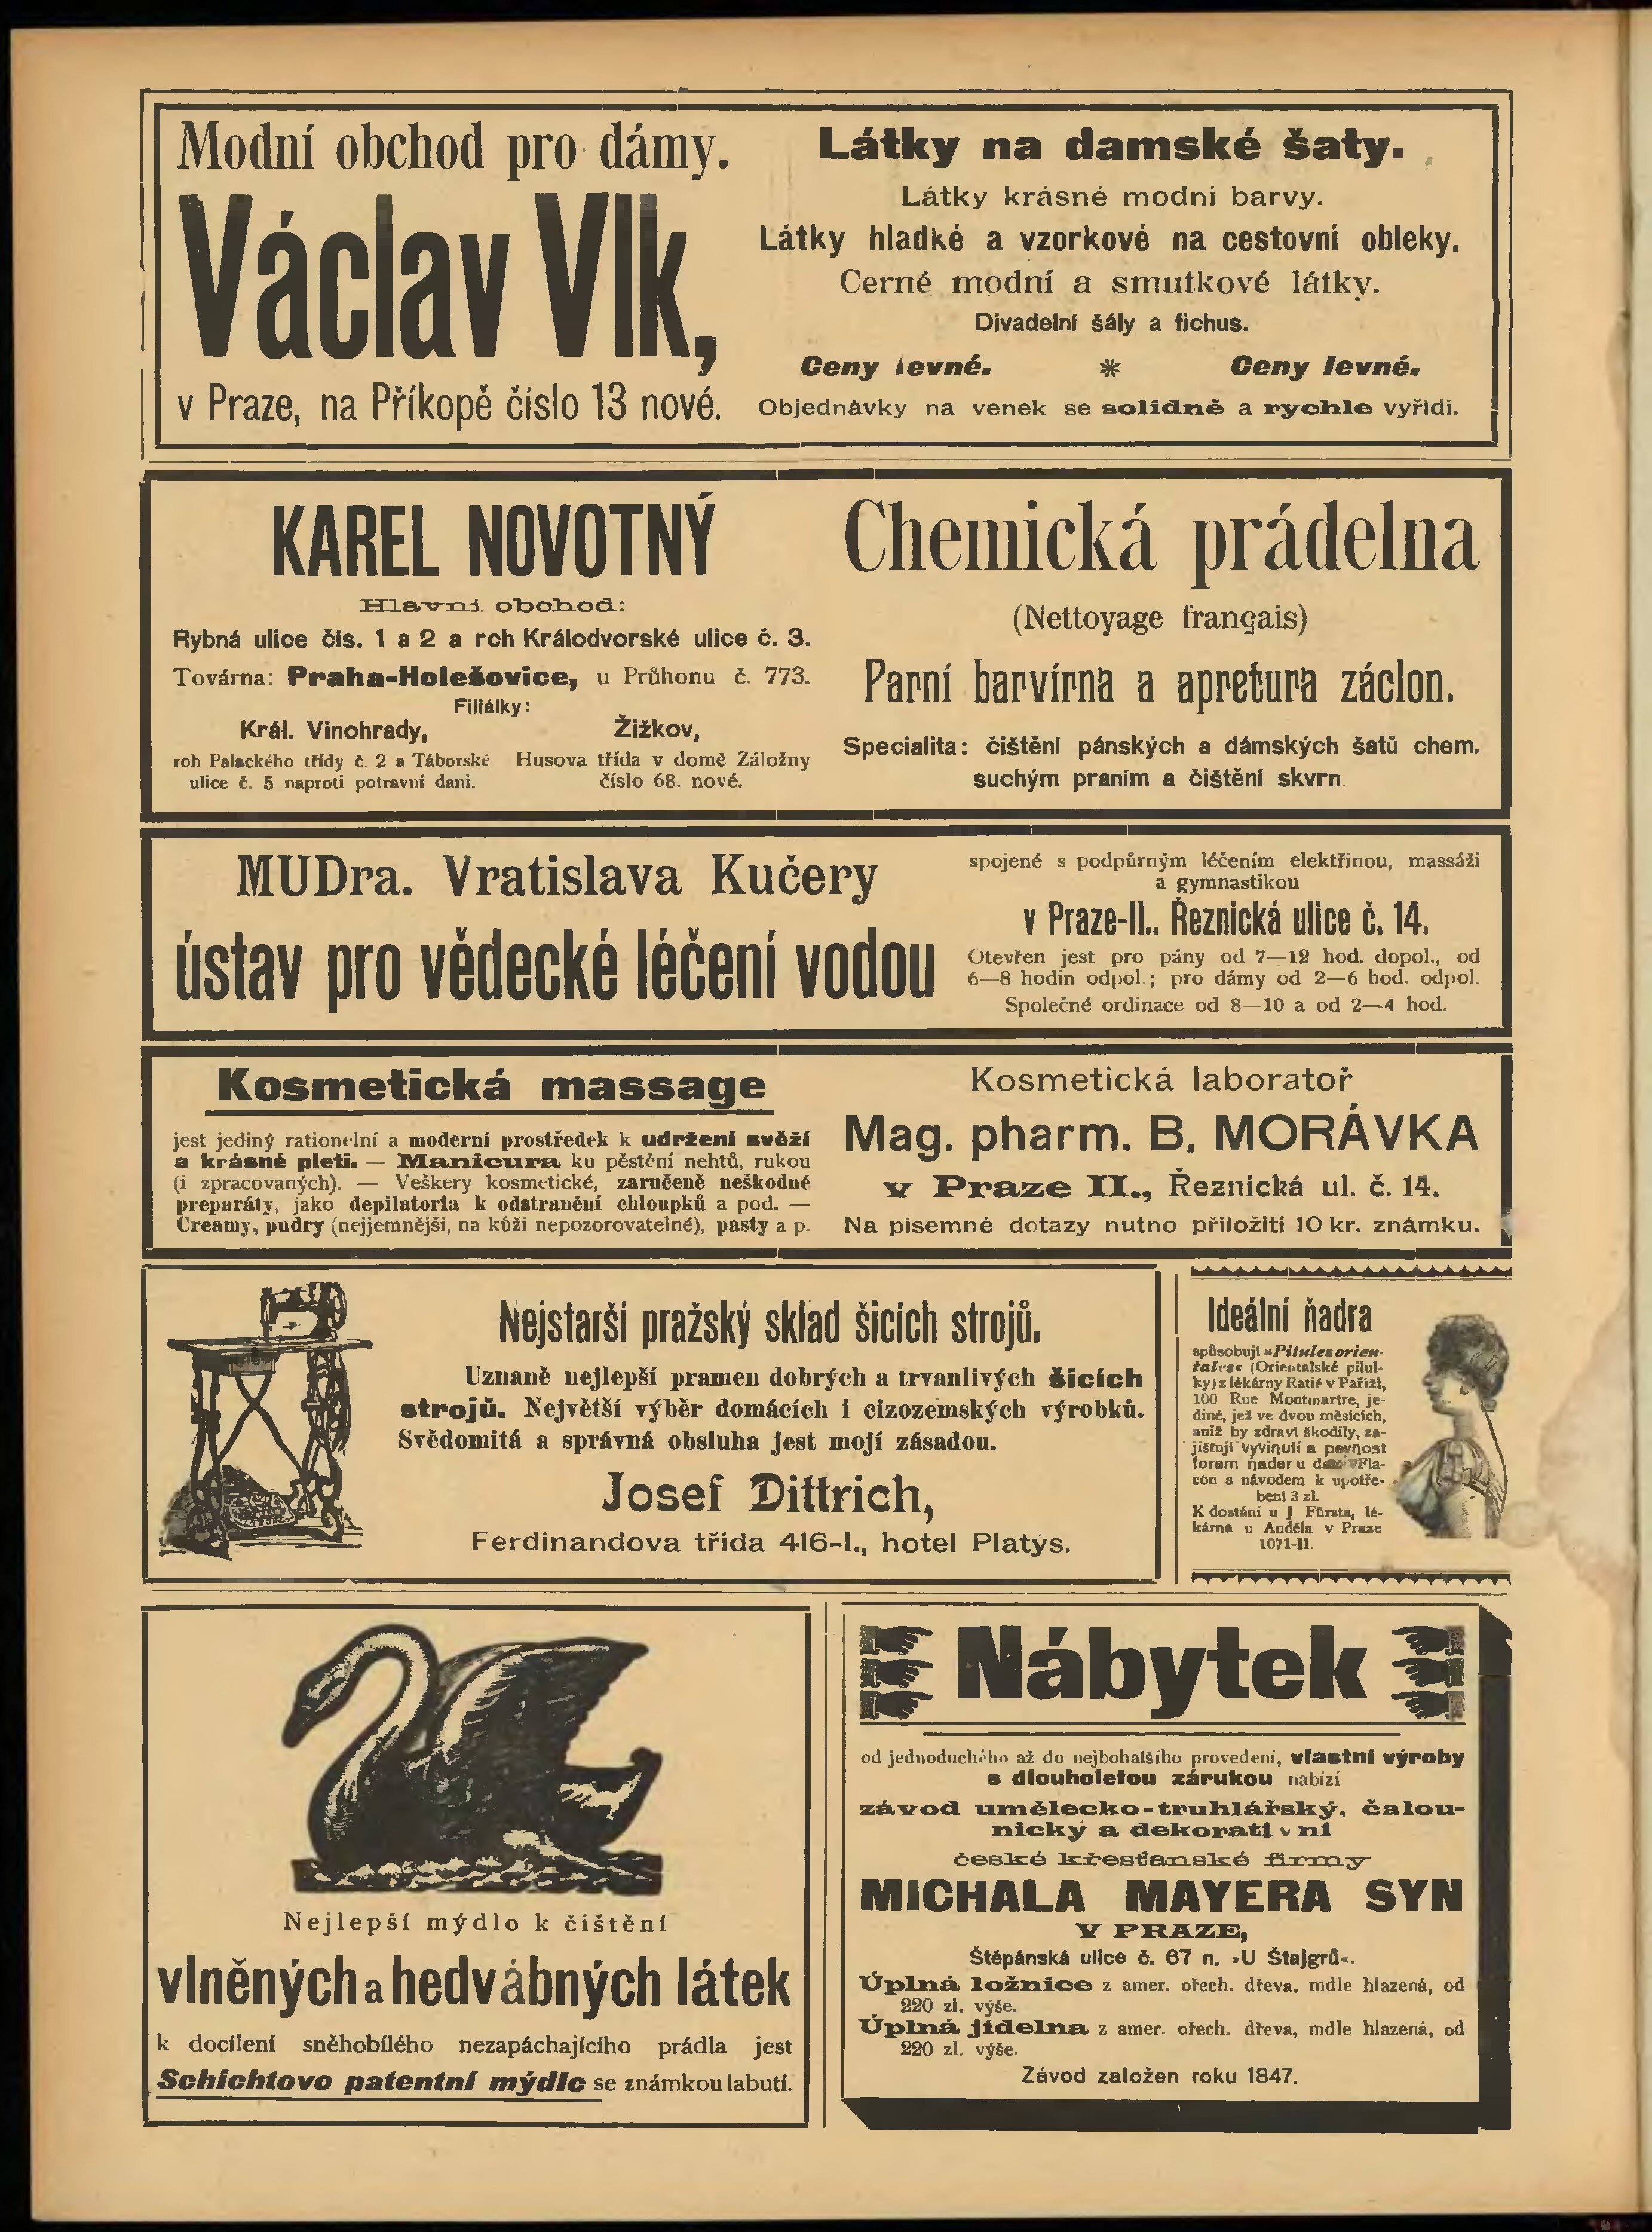 Modní obchod pro dámy.
Václav Vlk,
v Praze, na Příkopě číslo 13 nové.
Látky na damské šaty.
Látky krásné modni barvy.
Látky hladké a vzorkové na cestovní obleky.
Cerné modní a smutkové látky.
Divadelní šály a fichus.
Ceny levné. * Ceny levné.
Objednávky na venek se solidně a rychle vyřídí.
KAREL NOVOTNÝ
Hlavní obchod:
Rybná ulice čís. 1 a 2 a roh Králodvorské ulice č. 3.
Továrna: Praha-Holešovice, u Průhonu č. 773.
Filiálky:
Král. Vinohrady,
roh Palackého třídy č. 2 a Táborské
ulice č. 5 naproti potravní dani.
Žižkov,
Husova třída v domě Záložny
číslo 68. nové.
Chemická prádelna
(Nettoyage français)
Parní barvírna a apretura záclon.
Specialita: čištění pánských a dámských šatů chem.
suchým praním a čištění skvrn
MUDra. Vratislava Kučery
ústav pro vědecké léčení vodou
spojené s podpůrným léčením elektřinou, massáží
a gymnastikou
v Praze-II., Řeznická ulice č. 14.
Otevřen jest pro pány od 7—12 hod. dopol., od
6—8 hodin odpol.; pro dámy od 2—6 hod. odpol.
Společné ordinace od 8—10 a od 2—4 hod.
Kosmetická massage
jest jediný rationelní a moderní prostředek k udržení svěží
a krásné pleti. — Manicura ku pěstění nehtů, rukou
(i zpracovaných). — Veškery kosmetické, zaručeně neškodné
preparáty, jako depilatoria k odstranění chloupků a pod. —
Creamy, pudry (nejjemnější, na kůži nepozorovatelné), pasty a p.
Kosmetická laboratoř
Mag. pharm. B. MORÁVKA
v Praze II., Řeznická ul. č. 14.
Na písemné dotazy nutno přiložiti 10 kr. známku.
Nejstarší pražský sklad šicích strojů.
Uznaně nejlepší pramen dobrých a trvanlivých šicích
strojů. Největší výběr domácích i cizozemských výrobků.
Svědomitá a správná obsluha jest mojí zásadou.
Josef Dittrich,
Ferdinandova třída 416-I., hotel Platýs.
Ideální ňadra
způsobují »Pilules orien-
tales« (Orientalské pilul-
ky) z lékárny Ratié v Paříži,
100 Rue Montmartre, je-
diné, jež ve dvou měsících,
aniž by zdraví škodily, za-
jišťují vyvinutí a pevnost
forem ňader u Fla-
con s návodem k upotře-
bení 3 zl.
K dostání u J Fürsta, lé-
kárna u Anděla v Praze
1071-II.
Nejlepší mýdlo k čištění
vlněných a hedvábných látek
k docílení sněhobílého nezapáchajícího prádla jest
Schichtovo patentní mýdlo se známkou labutí.
Nábytek
od jednoduchého až do nejbohatšího provedení, vlastní výroby
s dlouholetou zárukou nabízí
závod umělecko-truhlářský, čalou-
nický a dekorativní
české křesťanské firmy
MICHALA MAYERA SYN
V PRAZE,
Štěpánská ulice č. 67 n. »U Štajgrů«.
Úplná ložnice z amer. ořech. dřeva, mdle hlazená, od
220 zl. výše.
Úplná jídelna z amer. ořech. dřeva, mdle hlazená, od
220 zl. výše.
Závod založen roku 1847.